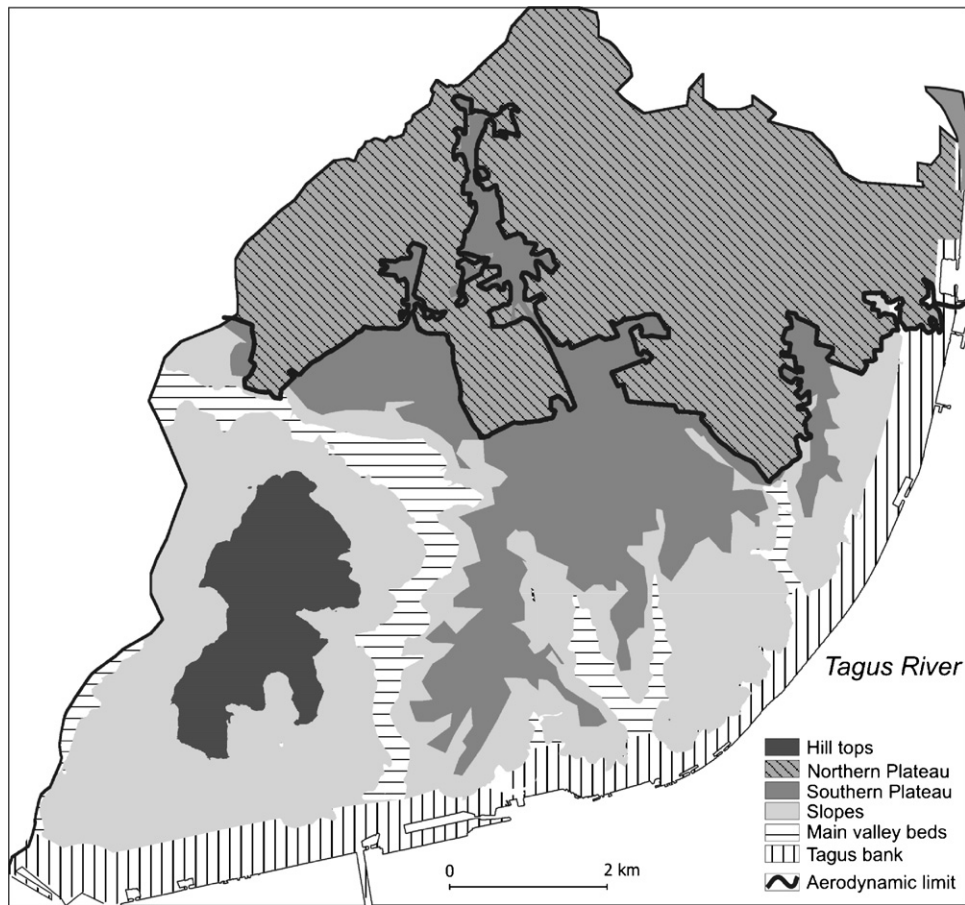 Tagus River
Hill tops
Northern Plateau
Southern Plateau
Slopes
Main valley beds
Tagus bank
Aerodynamic limit
0 2 km